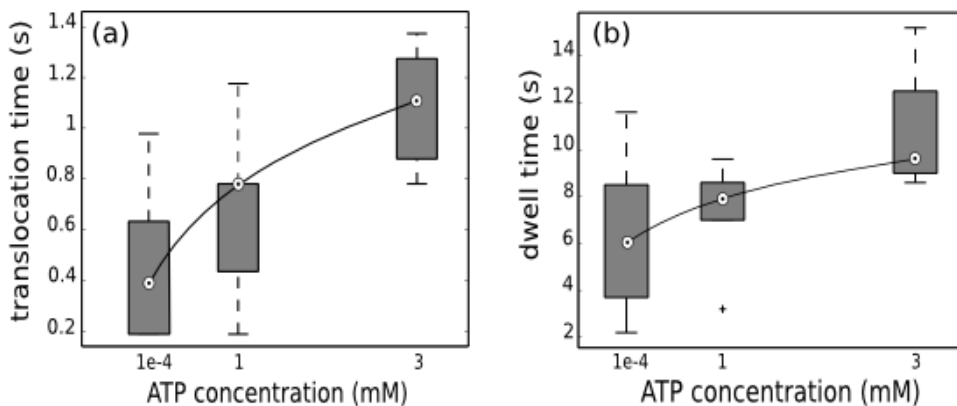 (a)
translocation time (s)
1.4
1.2
1
0.8
0.6
0.4
0.2
1e-4 1 3
ATP concentration (mM)
(b)
dwell time (s)
14
12
10
8
6
4
2
1e-4 1 3
ATP concentration (mM)